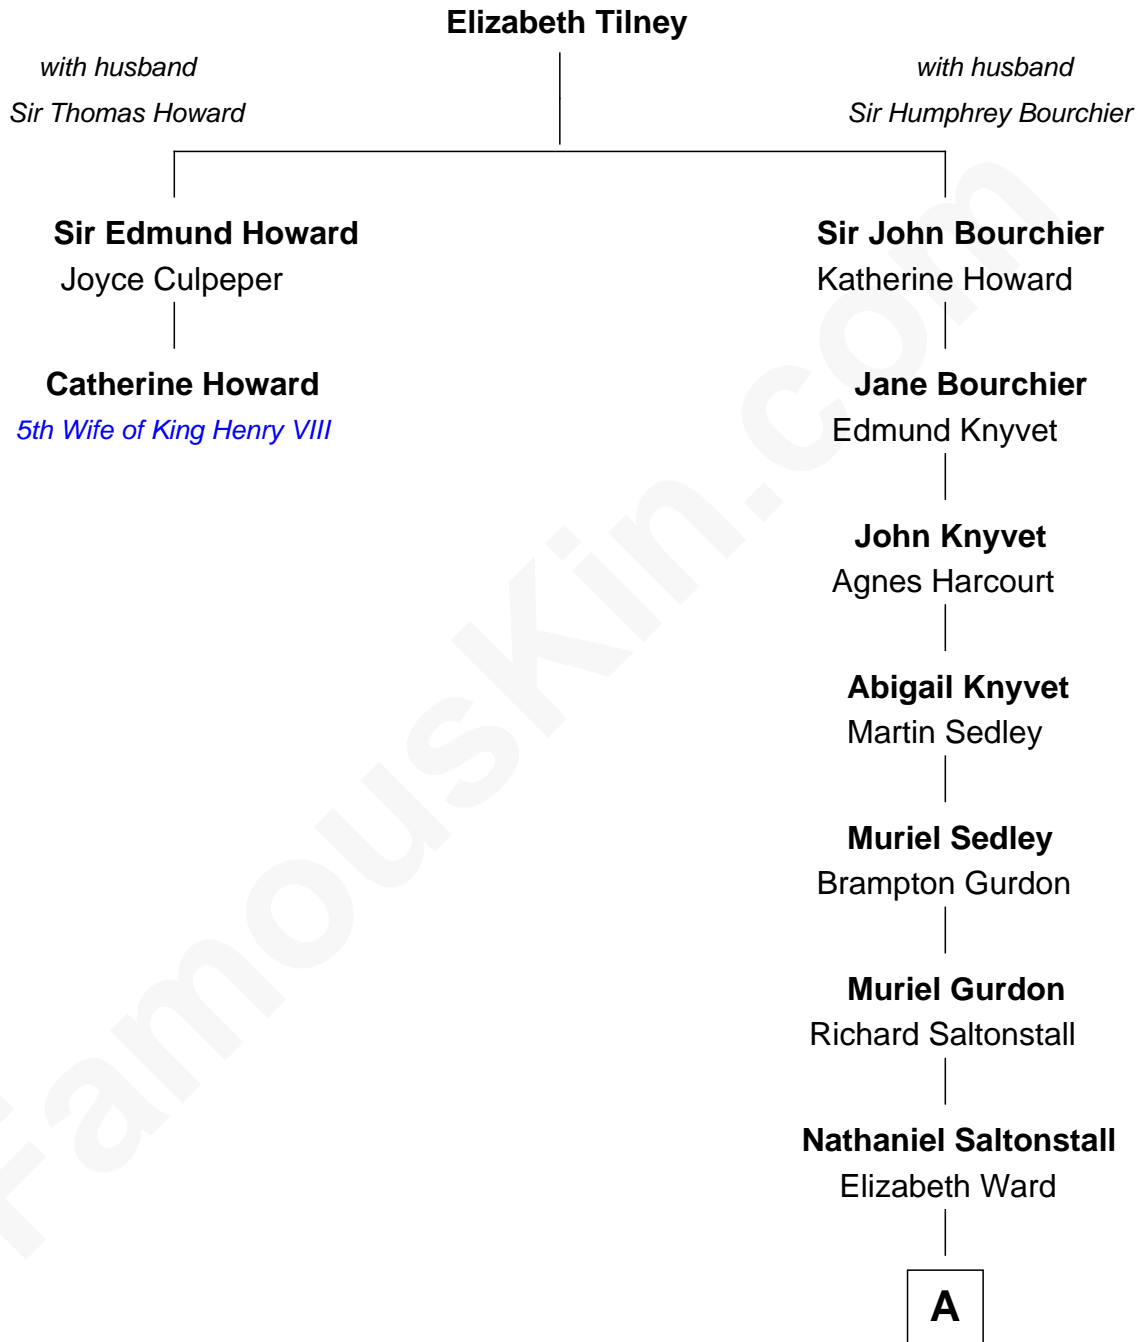 Elizabeth Tilney
with husband
Sir Thomas Howard
with husband
Sir Humphrey Bourchier
Sir Edmund Howard
Joyce Culpeper
Catherine Howard
5th Wife of King Henry VIII
Sir John Bourchier
Katherine Howard
Jane Bourchier
Edmund Knyvet
John Knyvet
Agnes Harcourt
Abigail Knyvet
Martin Sedley
Muriel Sedley
Brampton Gurdon
Muriel Gurdon
Richard Saltonstall
Nathaniel Saltonstall
Elizabeth Ward
A
FamousKin.com